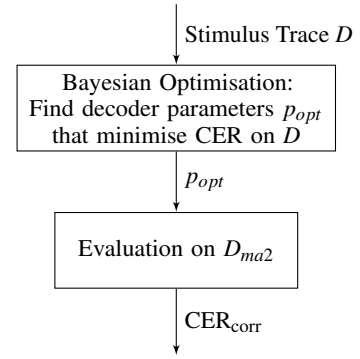 Stimulus Trace D
Bayesian Optimisation:
Find decoder parameters p_opt
that minimise CER on D
p_opt
Evaluation on D_ma2
CER_corr